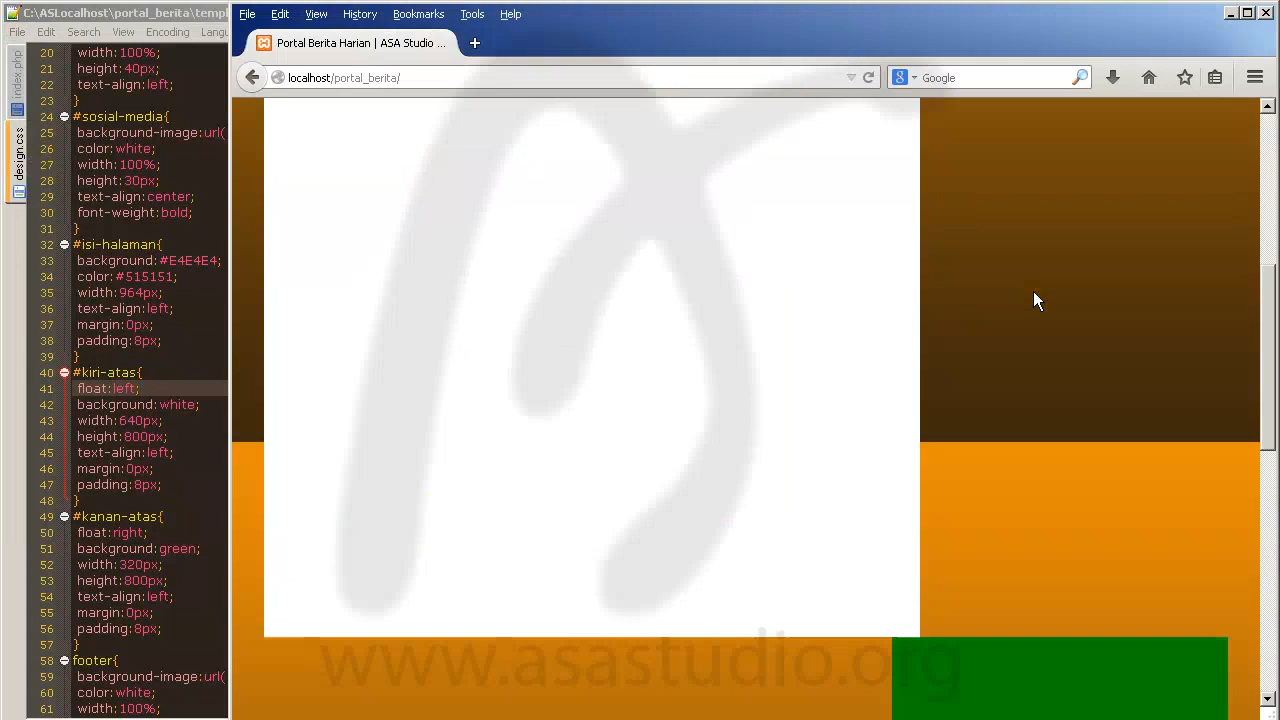 C:\ASLocalhost\portal_berita\templ
File Edit Search View Encoding Langu
index.php
design.css
20 width: 100%;
21 height: 40px;
22 text-align: left;
23 }
24 #sosial-media{
25 background-image:url(
26 color: white;
27 width: 100%;
28 height: 30px;
29 text-align: center;
30 font-weight: bold;
31 }
32 #isi-halaman{
33 background: #E4E4E4;
34 color: #515151;
35 width: 964px;
36 text-align: left;
37 margin: 0px;
38 padding: 8px;
39 }
40 #kiri-atas{
41 float: left;
42 background: white;
43 width: 640px;
44 height: 800px;
45 text-align: left;
46 margin: 0px;
47 padding: 8px;
48 }
49 #kanan-atas{
50 float: right;
51 background: green;
52 width: 320px;
53 height: 800px;
54 text-align: left;
55 margin: 0px;
56 padding: 8px;
57 }
58 footer{
59 background-image:url(
60 color: white;
61 width: 100%;
File Edit View History Bookmarks Tools Help
Portal Berita Harian | ASA Studio ...
localhost/portal_berita/
Google
www.asastudio.org